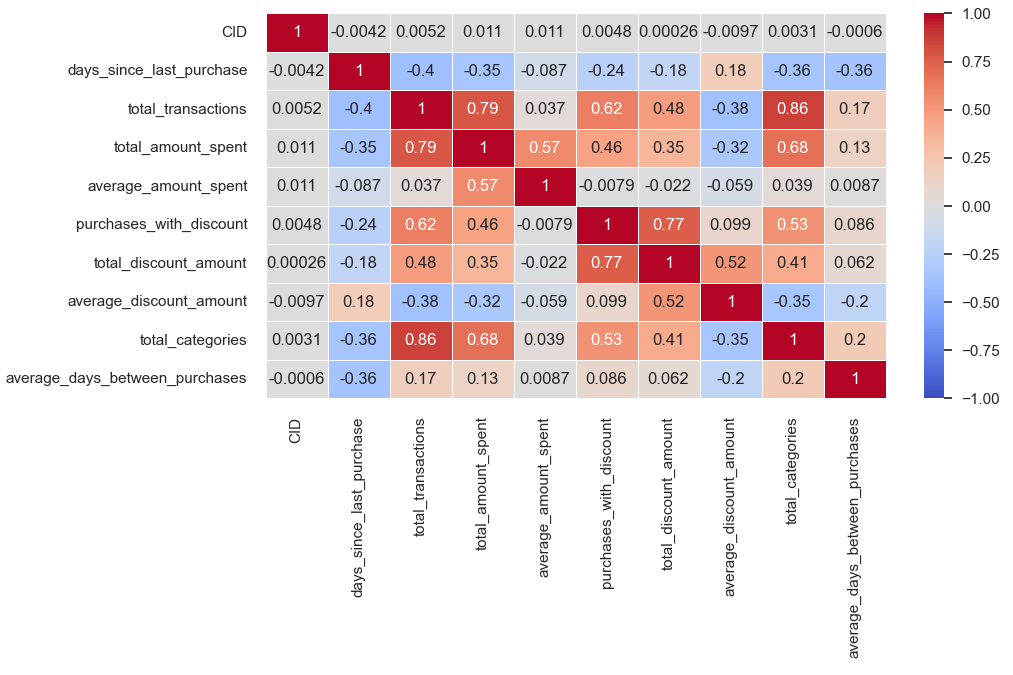 CID 1 -0.0042 0.0052 0.011 0.011 0.0048 0.00026 -0.0097 0.0031 -0.0006
days_since_last_purchase -0.0042 1 -0.4 -0.35 -0.087 -0.24 -0.18 0.18 -0.36 -0.36
total_transactions 0.0052 -0.4 1 0.79 0.037 0.62 0.48 -0.38 0.86 0.17
total_amount_spent 0.011 -0.35 0.79 1 0.57 0.46 0.35 -0.32 0.68 0.13
average_amount_spent 0.011 -0.087 0.037 0.57 1 -0.0079 -0.022 -0.059 0.039 0.0087
purchases_with_discount 0.0048 -0.24 0.62 0.46 -0.0079 1 0.77 0.099 0.53 0.086
total_discount_amount 0.00026 -0.18 0.48 0.35 -0.022 0.77 1 0.52 0.41 0.062
average_discount_amount -0.0097 0.18 -0.38 -0.32 -0.059 0.099 0.52 1 -0.35 -0.2
total_categories 0.0031 -0.36 0.86 0.68 0.039 0.53 0.41 -0.35 1 0.2
average_days_between_purchases -0.0006 -0.36 0.17 0.13 0.0087 0.086 0.062 -0.2 0.2 1
CID
days_since_last_purchase
total_transactions
total_amount_spent
average_amount_spent
purchases_with_discount
total_discount_amount
average_discount_amount
total_categories
average_days_between_purchases
1.00
0.75
0.50
0.25
0.00
−0.25
−0.50
−0.75
−1.00